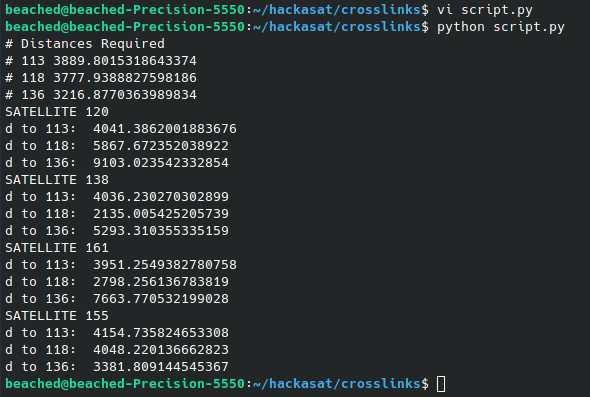 beached@beached-Precision-5550:~/hackasat/crosslinks$ vi script.py
beached@beached-Precision-5550:~/hackasat/crosslinks$ python script.py
# Distances Required
# 113 3889.8015318643374
# 118 3777.9388827598186
# 136 3216.8770363989834
SATELLITE 120
d to 113:  4041.3862001883676
d to 118:  5867.672352038922
d to 136:  9103.023542332854
SATELLITE 138
d to 113:  4036.230270302899
d to 118:  2135.005425205739
d to 136:  5293.310355335159
SATELLITE 161
d to 113:  3951.2549382780758
d to 118:  2798.256136783819
d to 136:  7663.770532199028
SATELLITE 155
d to 113:  4154.735824653308
d to 118:  4048.220136662823
d to 136:  3381.809144545367
beached@beached-Precision-5550:~/hackasat/crosslinks$